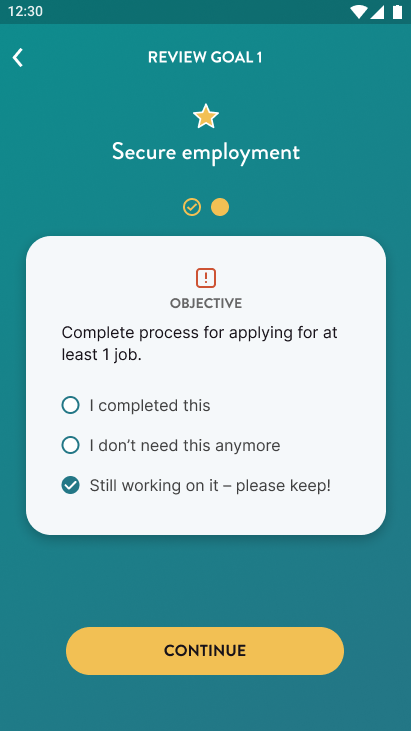 12:30
REVIEW GOAL 1
Secure employment
OBJECTIVE
Complete process for applying for at
least 1 job.
I completed this
I don’t need this anymore
Still working on it – please keep!
CONTINUE